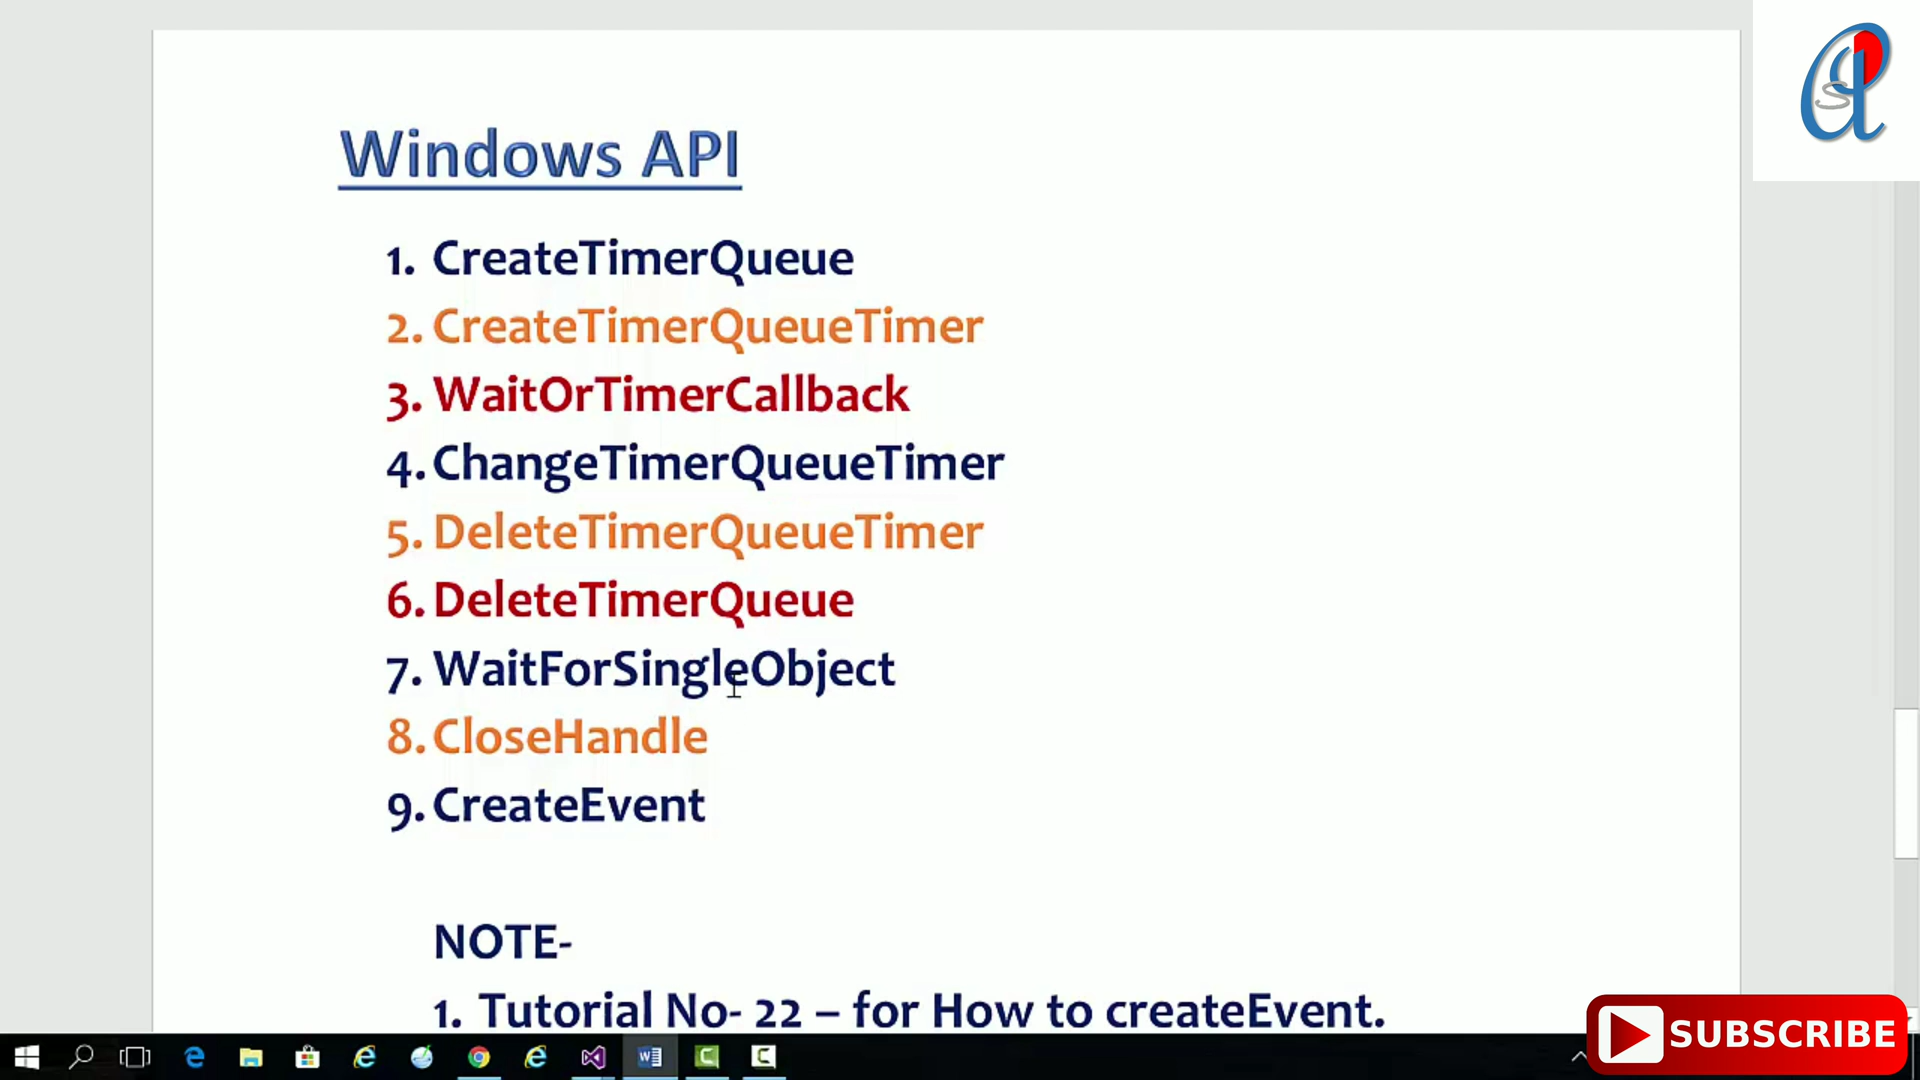 Windows API
1. CreateTimerQueue
2. CreateTimerQueueTimer
3. WaitOrTimerCallback
4. ChangeTimerQueueTimer
5. DeleteTimerQueueTimer
6. DeleteTimerQueue
7. WaitForSingleObject
8. CloseHandle
9. CreateEvent
NOTE-
1. Tutorial No- 22 – for How to createEvent.
SUBSCRIBE